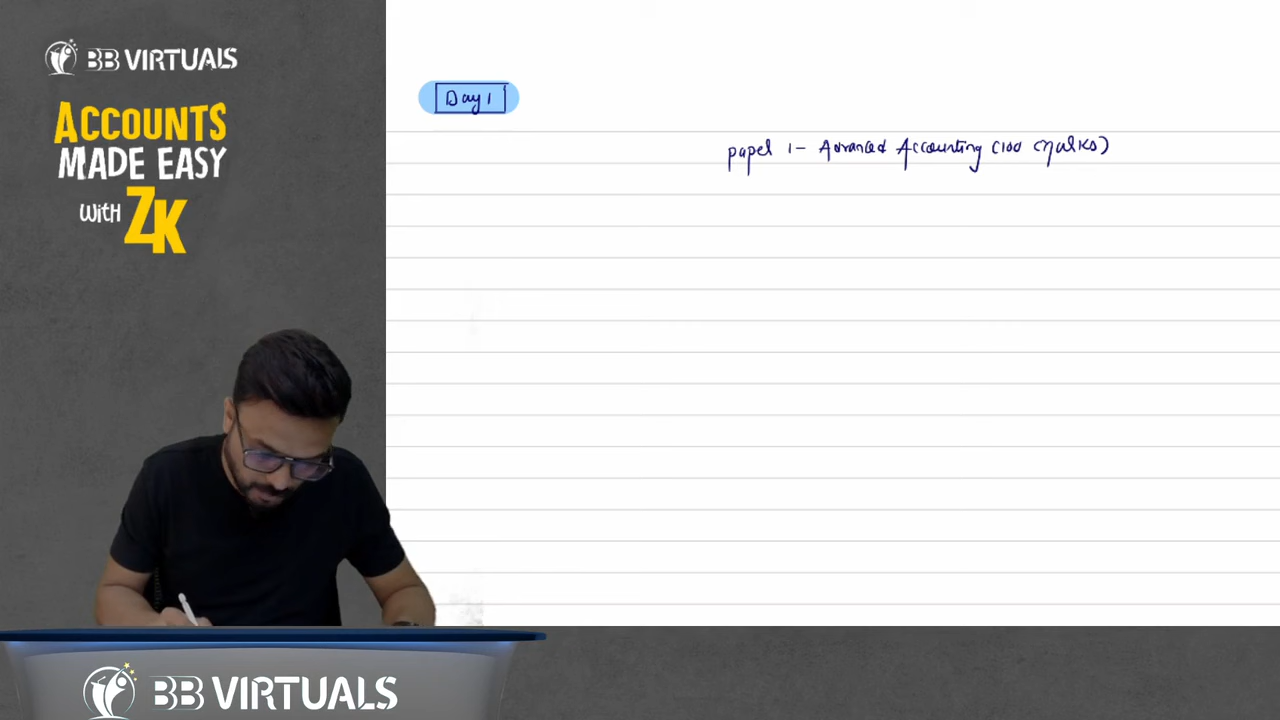 BB VIRTUALS
ACCOUNTS
MADE EASY
WITH ZK
Day 1
paper 1- Advanced Accounting (100 Marks)
BB VIRTUALS